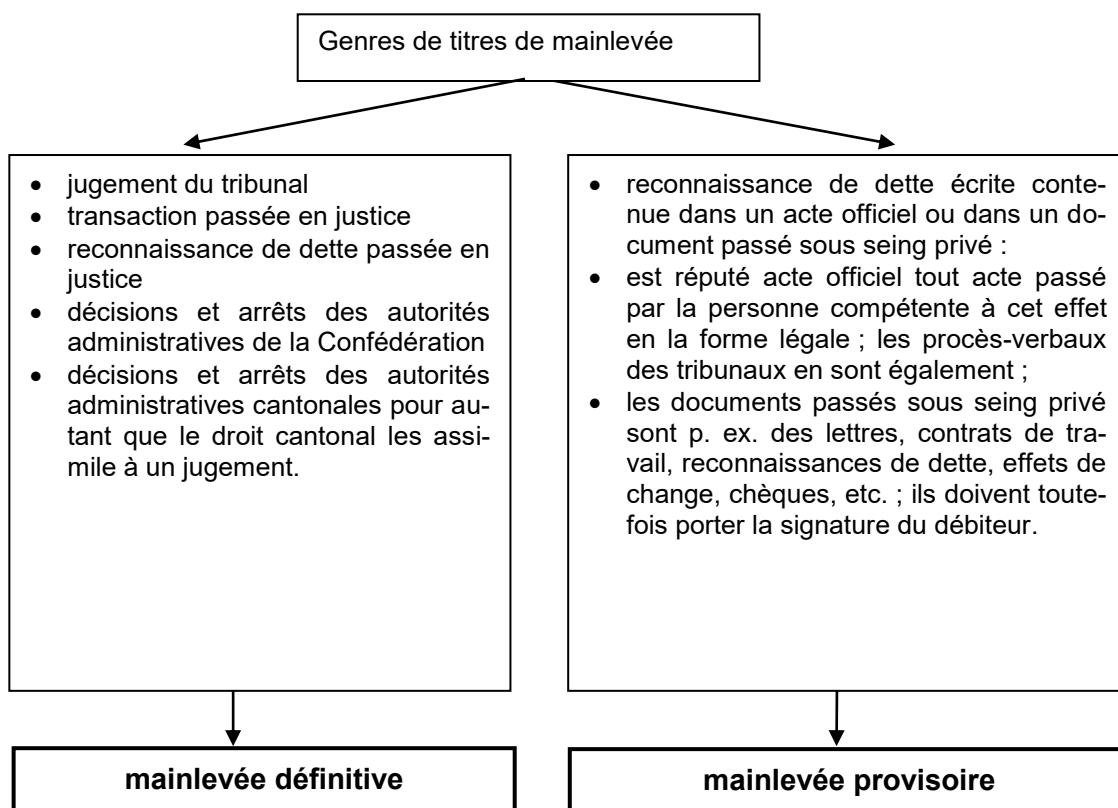 Genres de titres de mainlevée
• jugement du tribunal
• transaction passée en justice
• reconnaissance de dette passée en
justice
• décisions et arrêts des autorités
administratives de la Confédération
• décisions et arrêts des autorités
administratives cantonales pour au-
tant que le droit cantonal les assi-
mile à un jugement.
• reconnaissance de dette écrite conte-
nue dans un acte officiel ou dans un do-
cument passé sous seing privé :
• est réputé acte officiel tout acte passé
par la personne compétente à cet effet
en la forme légale ; les procès-verbaux
des tribunaux en sont également ;
• les documents passés sous seing privé
sont p. ex. des lettres, contrats de tra-
vail, reconnaissances de dette, effets de
change, chèques, etc. ; ils doivent toute-
fois porter la signature du débiteur.
mainlevée définitive
mainlevée provisoire